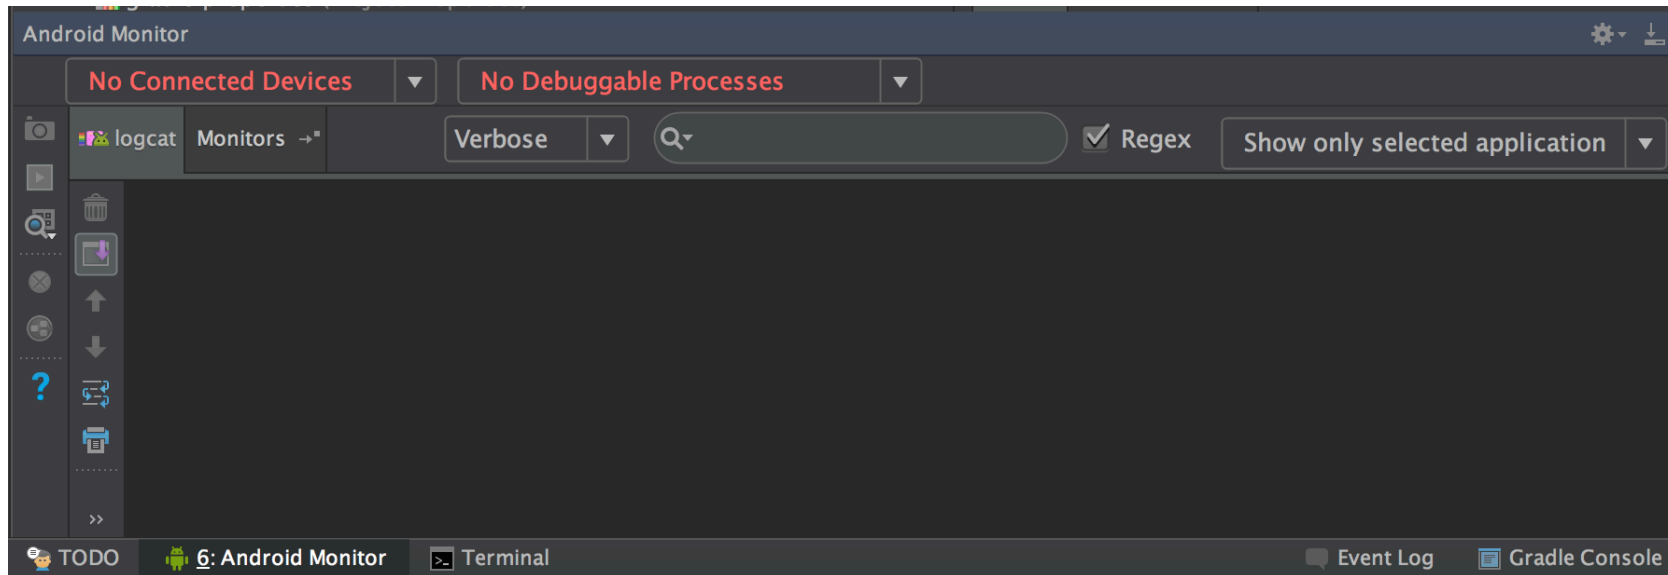 Android Monitor
No Connected Devices No Debuggable Processes
logcat Monitors Verbose Regex Show only selected application
?
TODO 6: Android Monitor Terminal Event Log Gradle Console